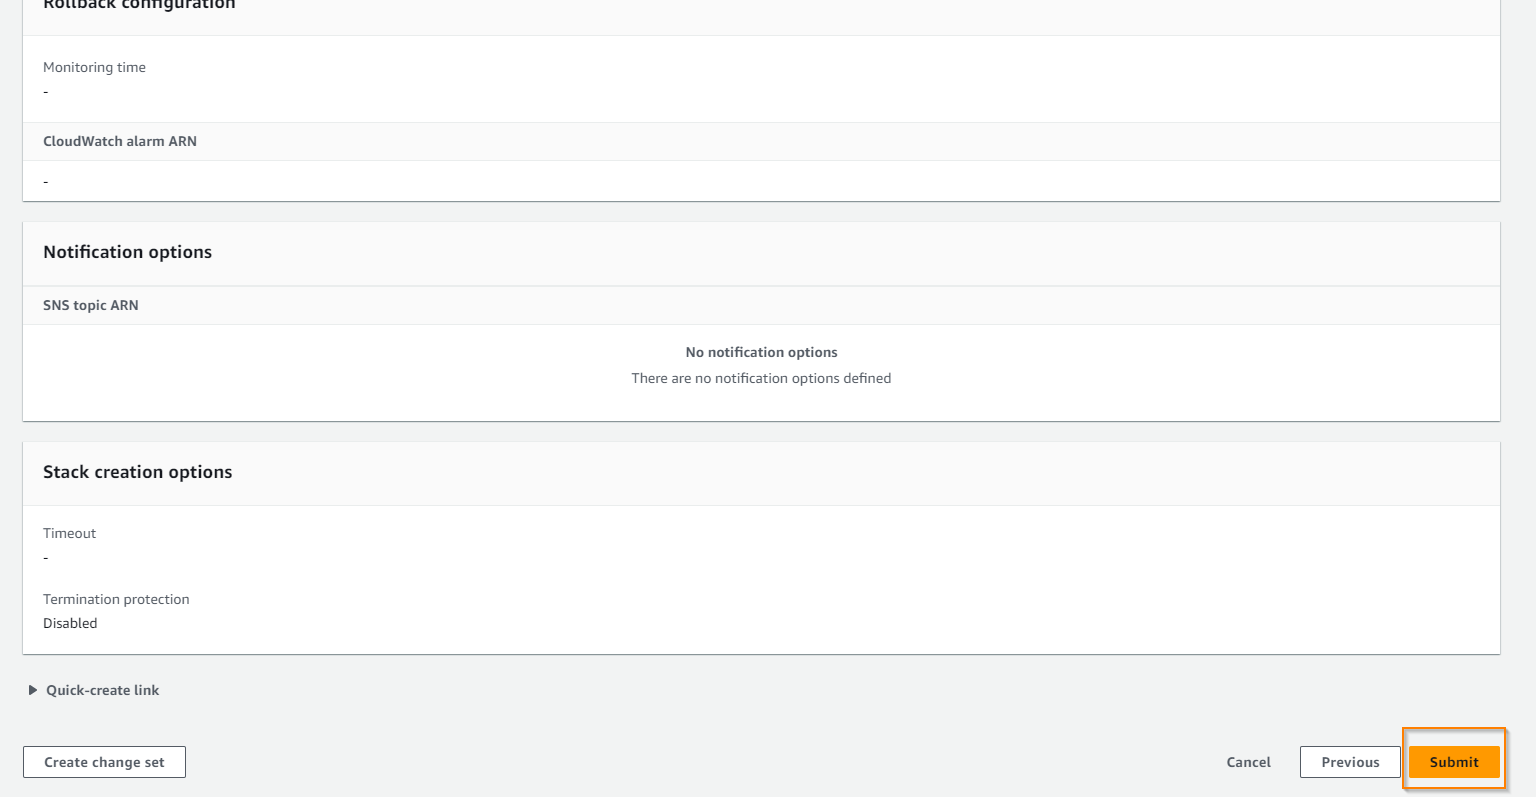 Rollback configuration
Monitoring time
-
CloudWatch alarm ARN
-
Notification options
SNS topic ARN
No notification options
There are no notification options defined
Stack creation options
Timeout
-
Termination protection
Disabled
Quick-create link
Create change set
Cancel
Previous
Submit